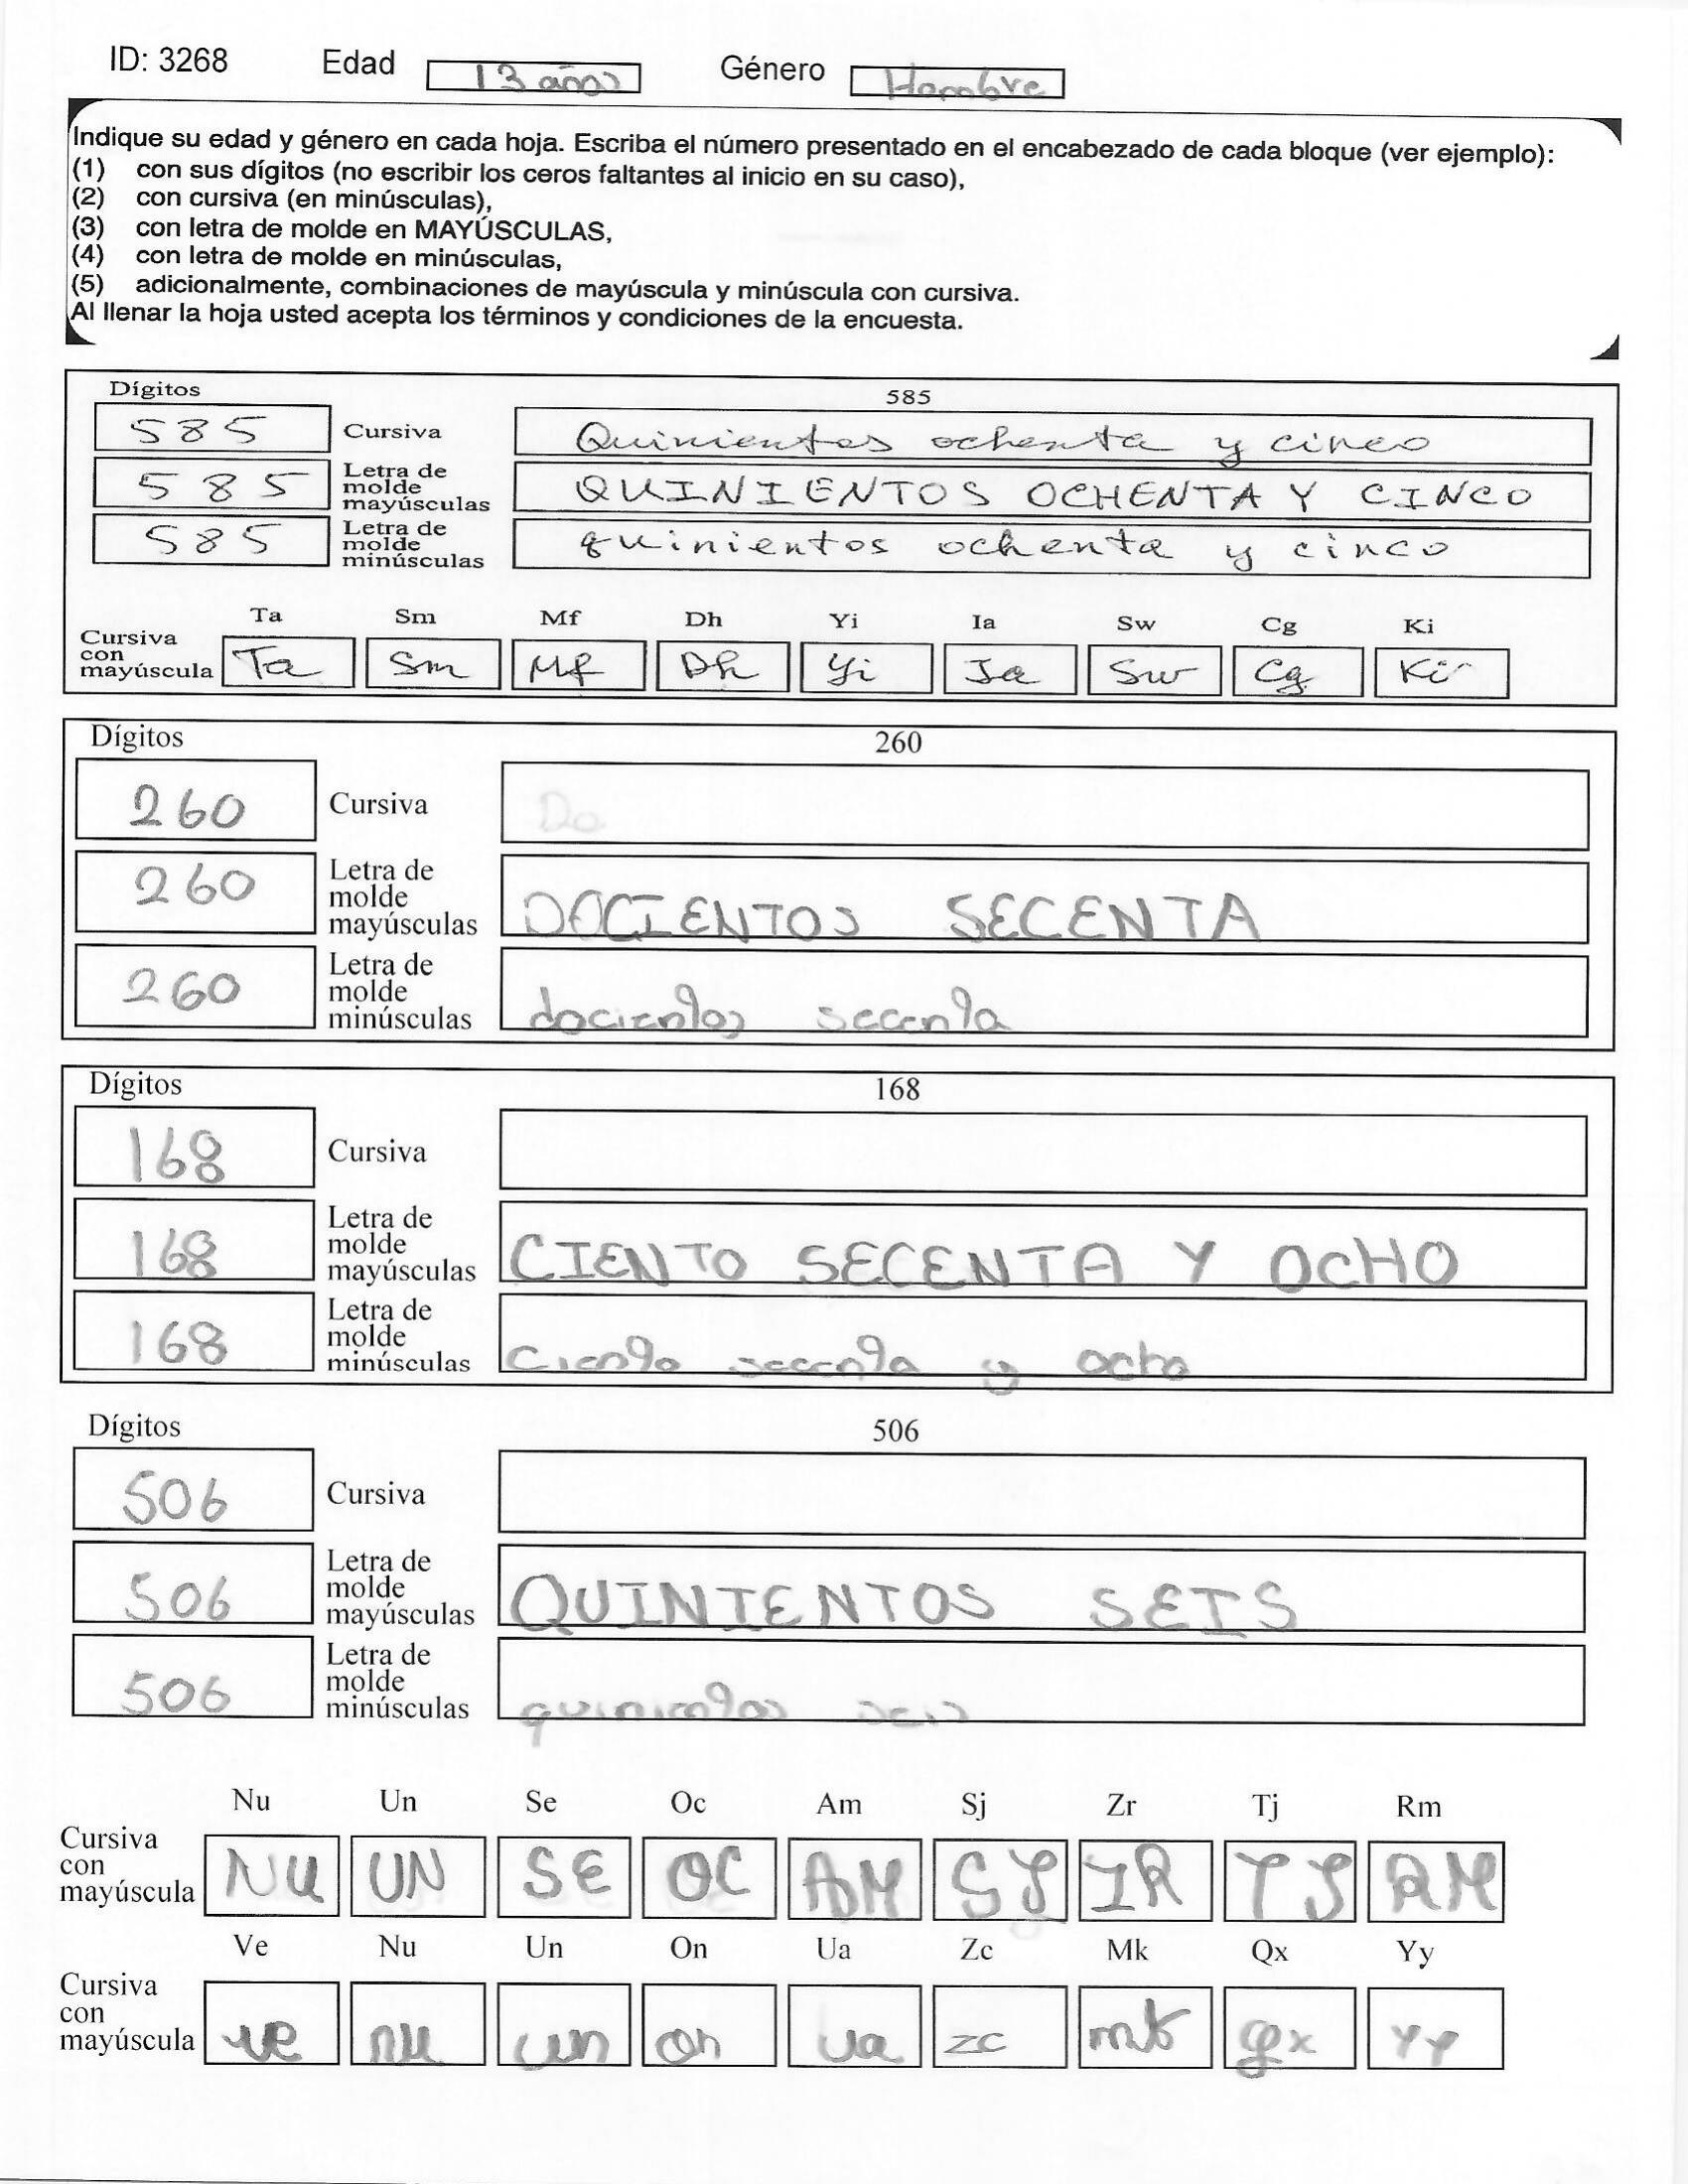 ID: 3268 Edad 13 años Género Hombre
Indique su edad y género en cada hoja. Escriba el número presentado en el encabezado de cada bloque (ver ejemplo):
(1) con sus dígitos (no escribir los ceros faltantes al inicio en su caso),
(2) con cursiva (en minúsculas),
(3) con letra de molde en MAYÚSCULAS,
(4) con letra de molde en minúsculas,
(5) adicionalmente, combinaciones de mayúscula y minúscula con cursiva.
Al llenar la hoja usted acepta los términos y condiciones de la encuesta.
Dígitos 585
585 Cursiva Quinientos ochenta y cinco
585 Letra de molde mayúsculas QUINIENTOS OCHENTA Y CINCO
585 Letra de molde minúsculas quinientos ochenta y cinco
Ta Sm Mf Dh Yi Ia Sw Cg Ki
Cursiva con mayúscula Ta Sm Mf Dh Yi Ia Sw Cg Ki
Dígitos 260
260 Cursiva Do
260 Letra de molde mayúsculas DOCIENTOS SECENTA
260 Letra de molde minúsculas docientos secenta
Dígitos 168
168 Cursiva
168 Letra de molde mayúsculas CIENTO SECENTA Y OCHO
168 Letra de molde minúsculas ciento secenta y ocho
Dígitos 506
506 Cursiva
506 Letra de molde mayúsculas QUINIENTOS SEIS
506 Letra de molde minúsculas quinientos seis
Nu Un Se Oc Am Sj Zr Tj Rm
Cursiva con mayúscula NU UN SE OC AM SJ IR TJ RM
Ve Nu Un On Ua Zc Mk Qx Yy
Cursiva con mayúscula ve nu un on ua zc mk qx yy